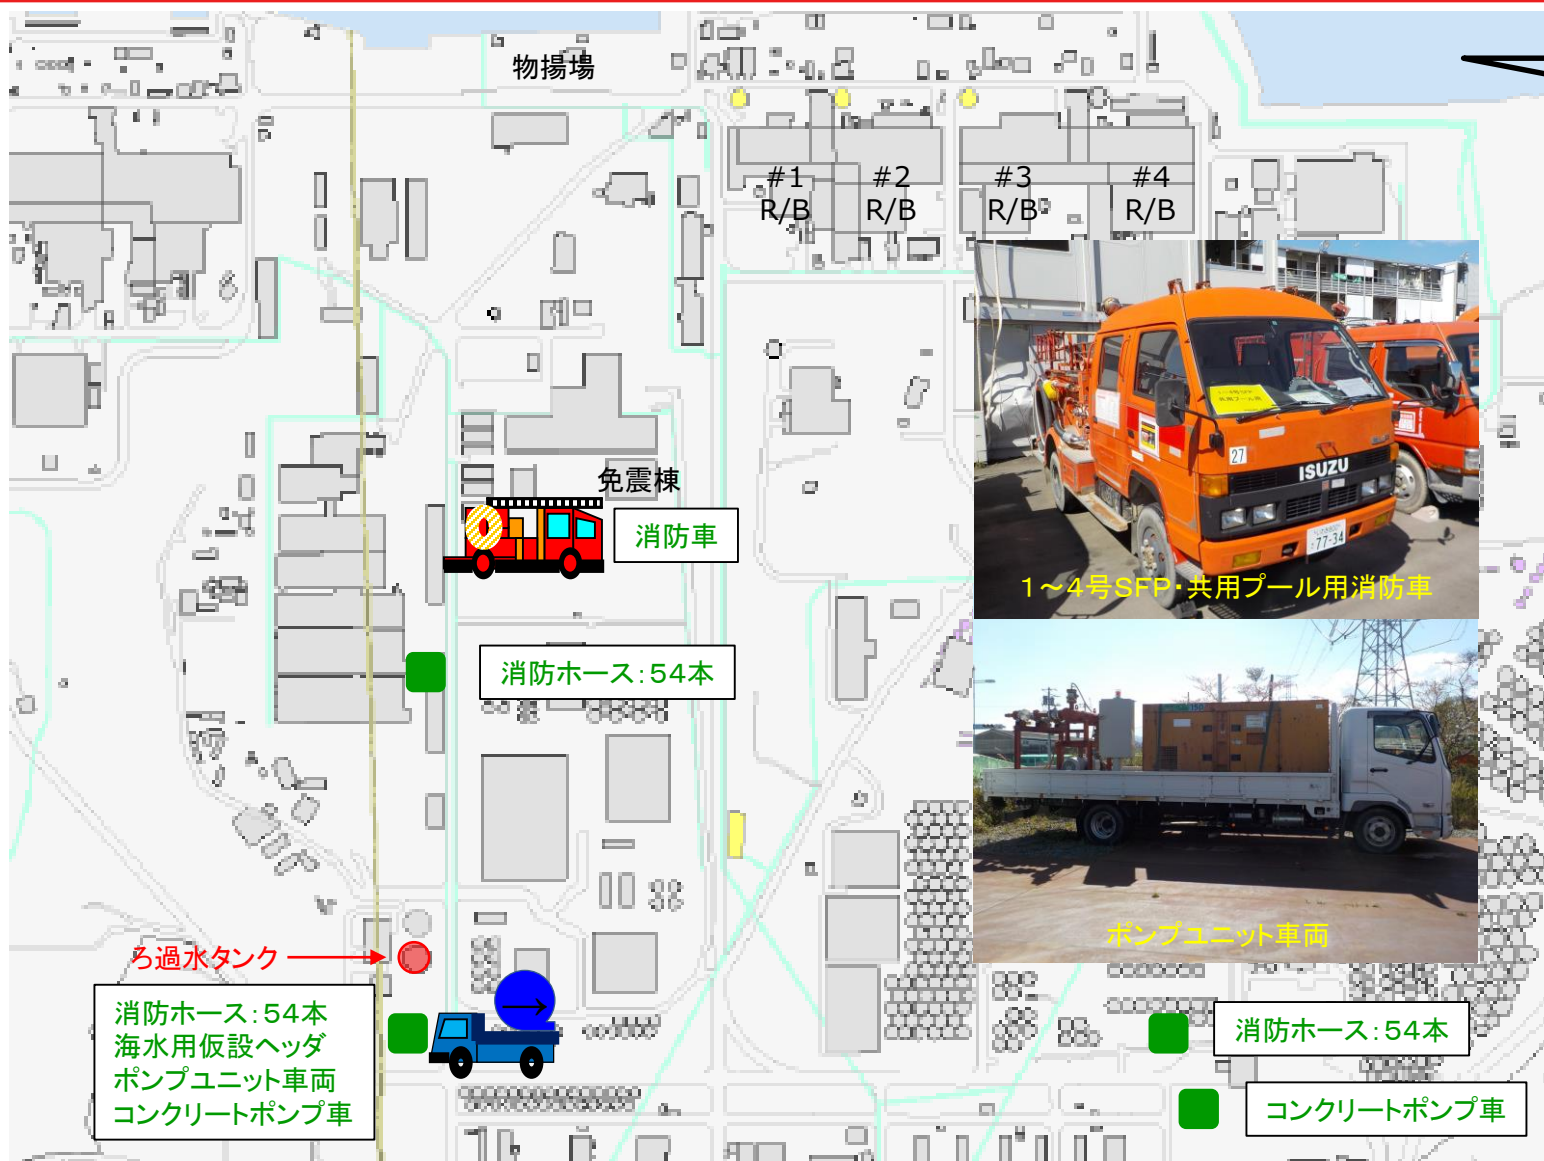 物揚場
#1
R/B
#2
R/B
#3
R/B
#4
R/B
27
ISUZU
77-34
1～4号SFP・共用プール用消防車
免震棟
消防車
消防ホース：54本
ポンプユニット車両
ろ過水タンク
消防ホース：54本
海水用仮設ヘッダ
ポンプユニット車両
コンクリートポンプ車
消防ホース：54本
コンクリートポンプ車